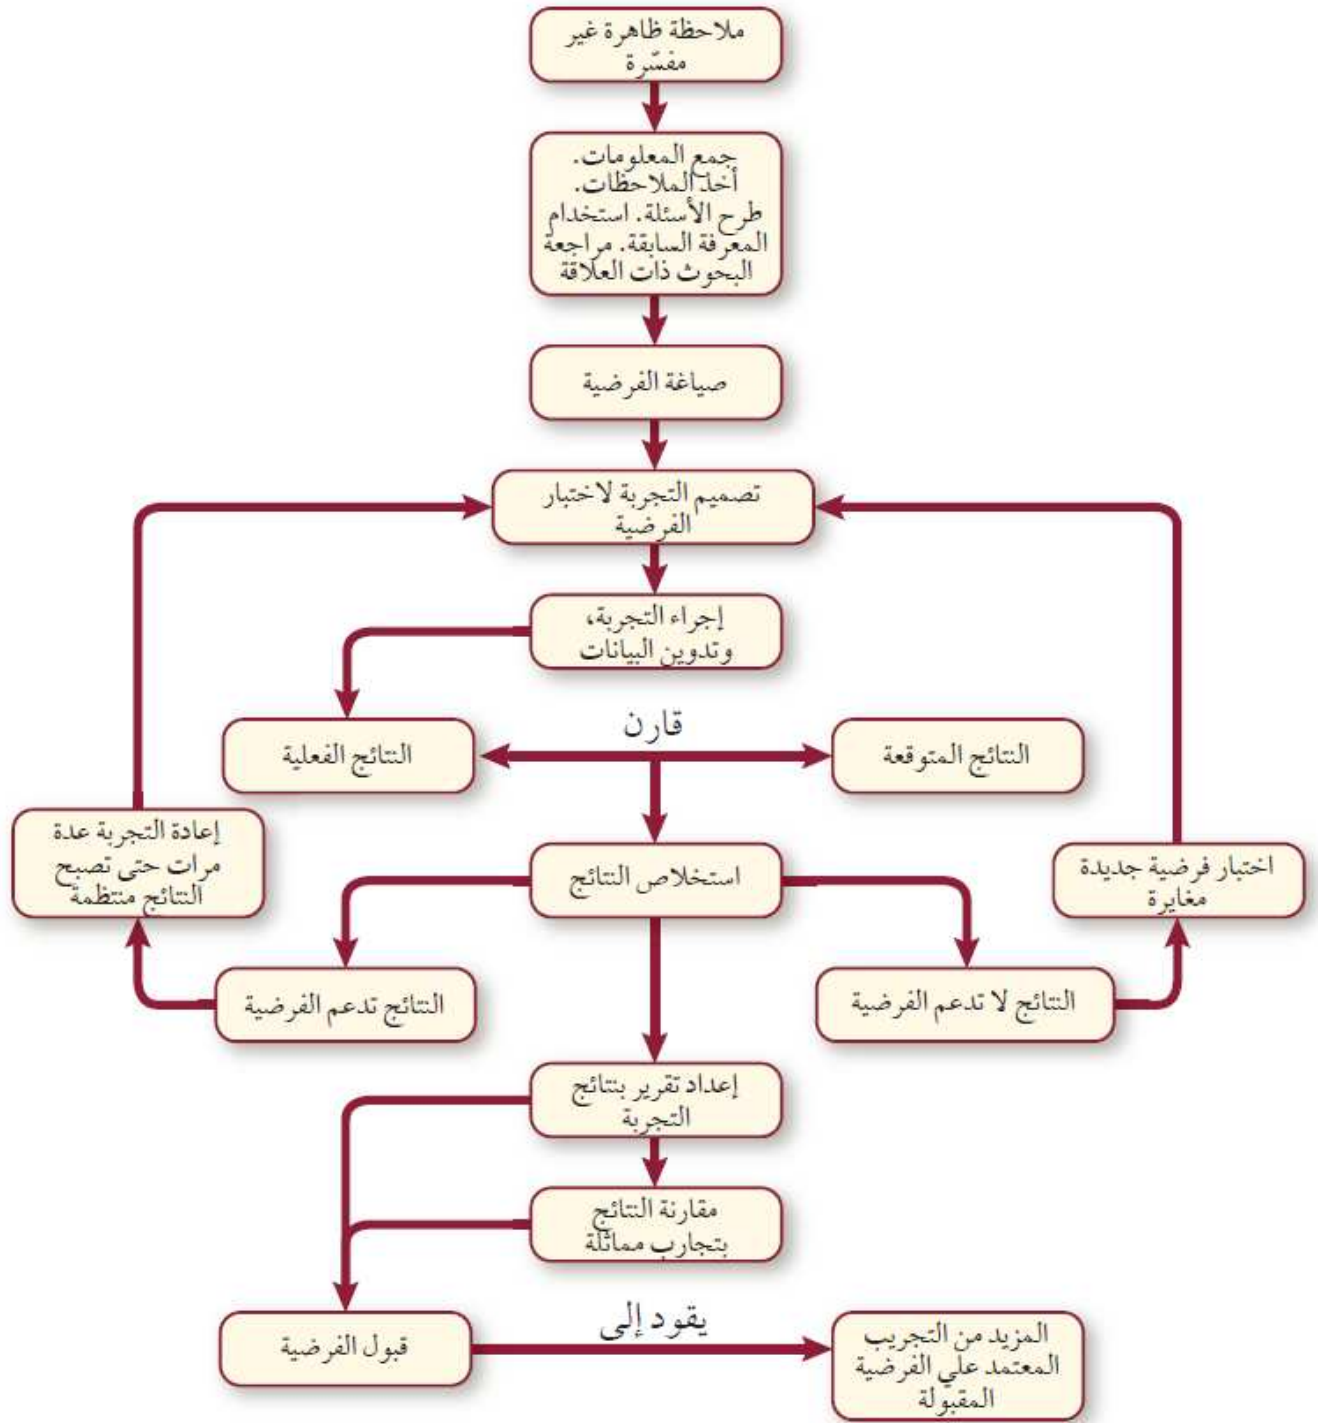 ملاحظة ظاهرة غير
مفسّرة
جمع المعلومات.
أخذ الملاحظات.
طرح الأسئلة. استخدام
المعرفة السابقة. مراجعة
البحوث ذات العلاقة
صياغة الفرضية
تصميم التجربة لاختبار
الفرضية
إجراء التجربة،
وتدوين البيانات
قارن
النتائج المتوقعة
النتائج الفعلية
إعادة التجربة عدة
مرات حتى تصبح
النتائج منتظمة
استخلاص النتائج
اختبار فرضية جديدة
مغايرة
النتائج لا تدعم الفرضية
النتائج تدعم الفرضية
إعداد تقرير بنتائج
التجربة
مقارنة النتائج
بتجارب مماثلة
قبول الفرضية
يقود إلى
المزيد من التجريب
المعتمد علي الفرضية
المقبولة